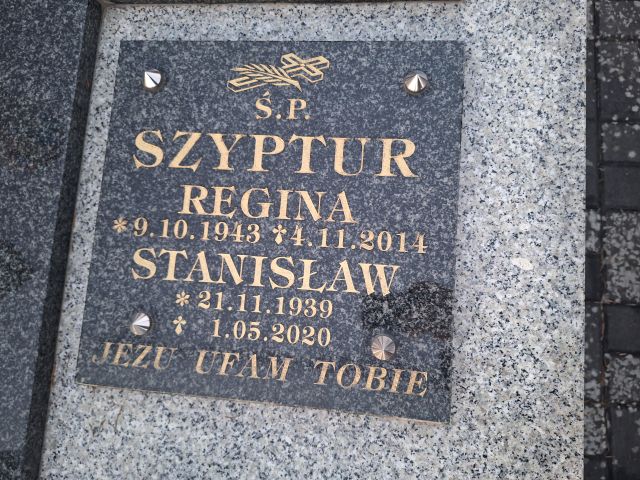 Ś.P.
SZYPTUR
REGINA
*9.10.1943 †4.11.2014
STANISŁAW
*21.11.1939
† 1.05.2020
JEZU UFAM TOBIE